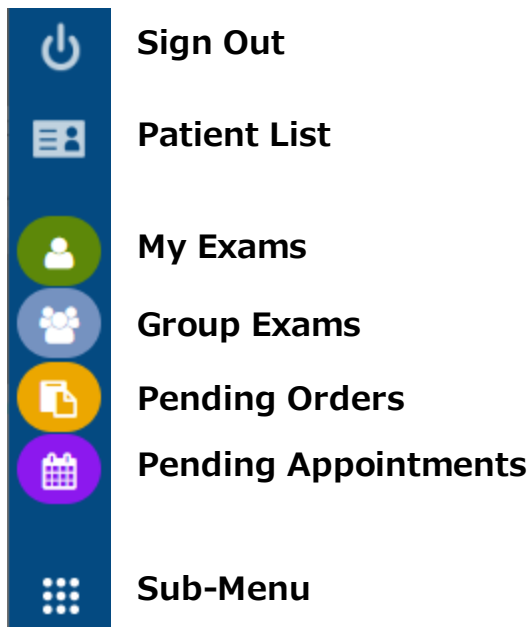 Sign Out
Patient List
My Exams
Group Exams
Pending Orders
Pending Appointments
Sub-Menu